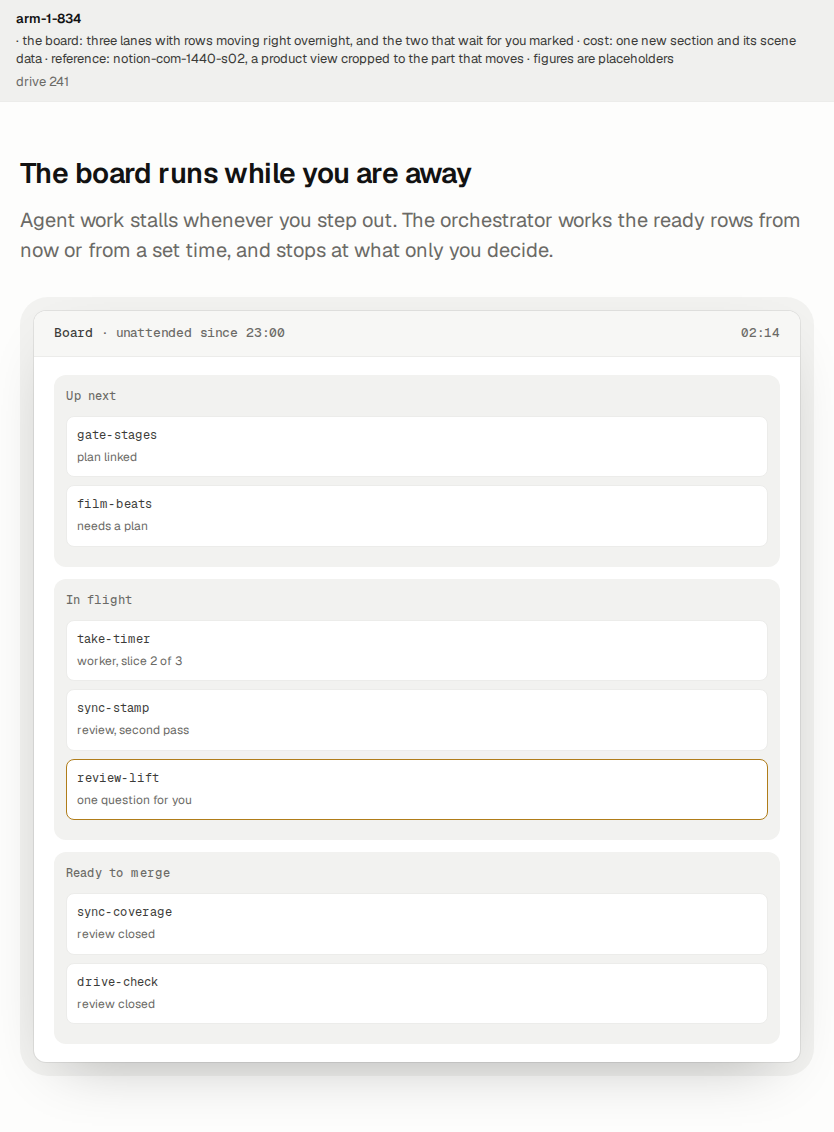 arm-1-834
· the board: three lanes with rows moving right overnight, and the two that wait for you marked · cost: one new section and its scene
data · reference: notion-com-1440-s02, a product view cropped to the part that moves · figures are placeholders
drive 241
The board runs while you are away
Agent work stalls whenever you step out. The orchestrator works the ready rows from
now or from a set time, and stops at what only you decide.
Board · unattended since 23:00 02:14
Up next
gate-stages
plan linked
film-beats
needs a plan
In flight
take-timer
worker, slice 2 of 3
sync-stamp
review, second pass
review-lift
one question for you
Ready to merge
sync-coverage
review closed
drive-check
review closed